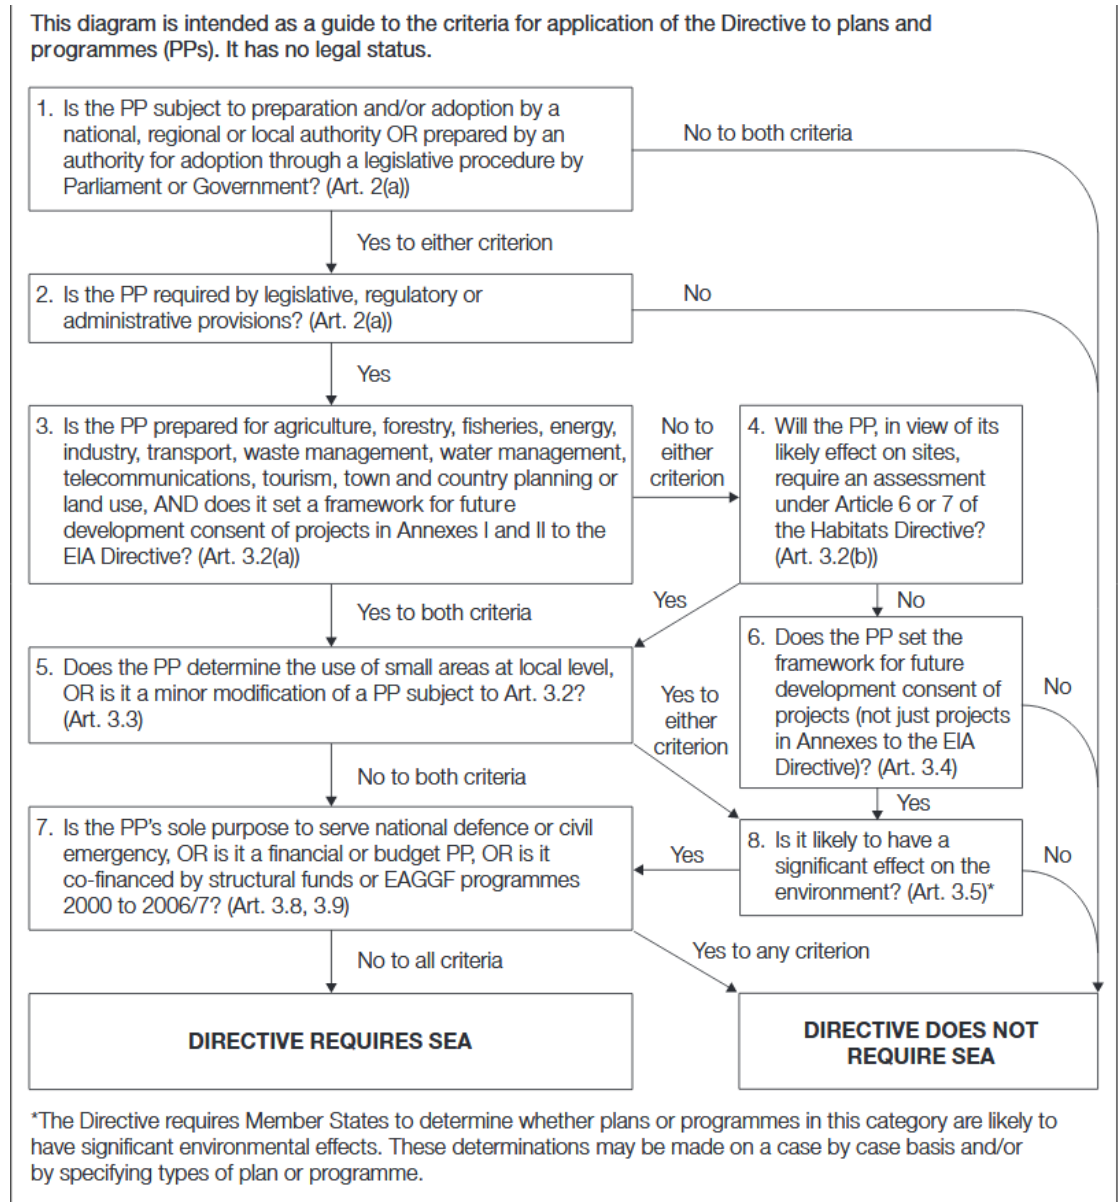 This diagram is intended as a guide to the criteria for application of the Directive to plans and
programmes (PPs). It has no legal status.
1. Is the PP subject to preparation and/or adoption by a
national, regional or local authority OR prepared by an
authority for adoption through a legislative procedure by
Parliament or Government? (Art. 2(a))
No to both criteria
Yes to either criterion
2. Is the PP required by legislative, regulatory or
administrative provisions? (Art. 2(a))
No
Yes
3. Is the PP prepared for agriculture, forestry, fisheries, energy,
industry, transport, waste management, water management,
telecommunications, tourism, town and country planning or
land use, AND does it set a framework for future
development consent of projects in Annexes I and II to the
EIA Directive? (Art. 3.2(a))
No to
either
criterion
4. Will the PP, in view of its
likely effect on sites,
require an assessment
under Article 6 or 7 of
the Habitats Directive?
(Art. 3.2(b))
Yes to both criteria
Yes
No
5. Does the PP determine the use of small areas at local level,
OR is it a minor modification of a PP subject to Art. 3.2?
(Art. 3.3)
Yes to
either
criterion
6. Does the PP set the
framework for future
development consent of
projects (not just projects
in Annexes to the EIA
Directive)? (Art. 3.4)
No
No to both criteria
Yes
7. Is the PP's sole purpose to serve national defence or civil
emergency, OR is it a financial or budget PP, OR is it
co-financed by structural funds or EAGGF programmes
2000 to 2006/7? (Art. 3.8, 3.9)
Yes
8. Is it likely to have a
significant effect on the
environment? (Art. 3.5)*
No
No to all criteria
Yes to any criterion
DIRECTIVE REQUIRES SEA
DIRECTIVE DOES NOT
REQUIRE SEA
*The Directive requires Member States to determine whether plans or programmes in this category are likely to
have significant environmental effects. These determinations may be made on a case by case basis and/or
by specifying types of plan or programme.